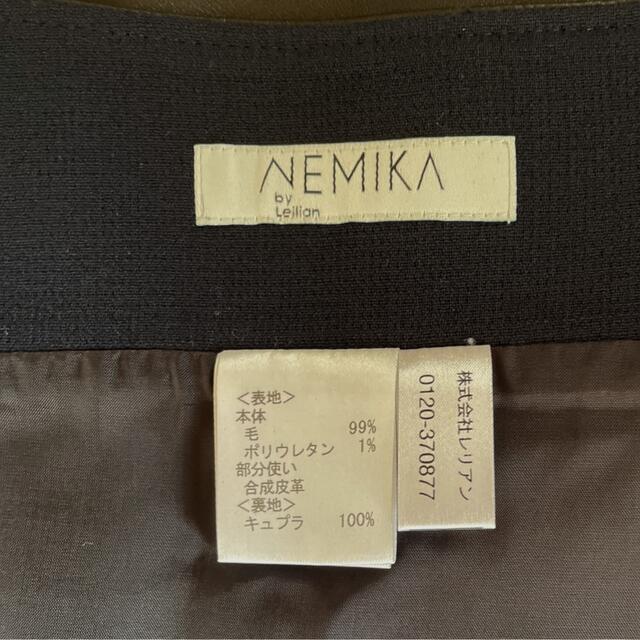 NEMIKA
by
Leilian
<表地>
本体
毛 99%
ポリウレタン 1%
部分使い
合成皮革
<裏地>
キュプラ 100%
株式会社レリアン
0120-370877